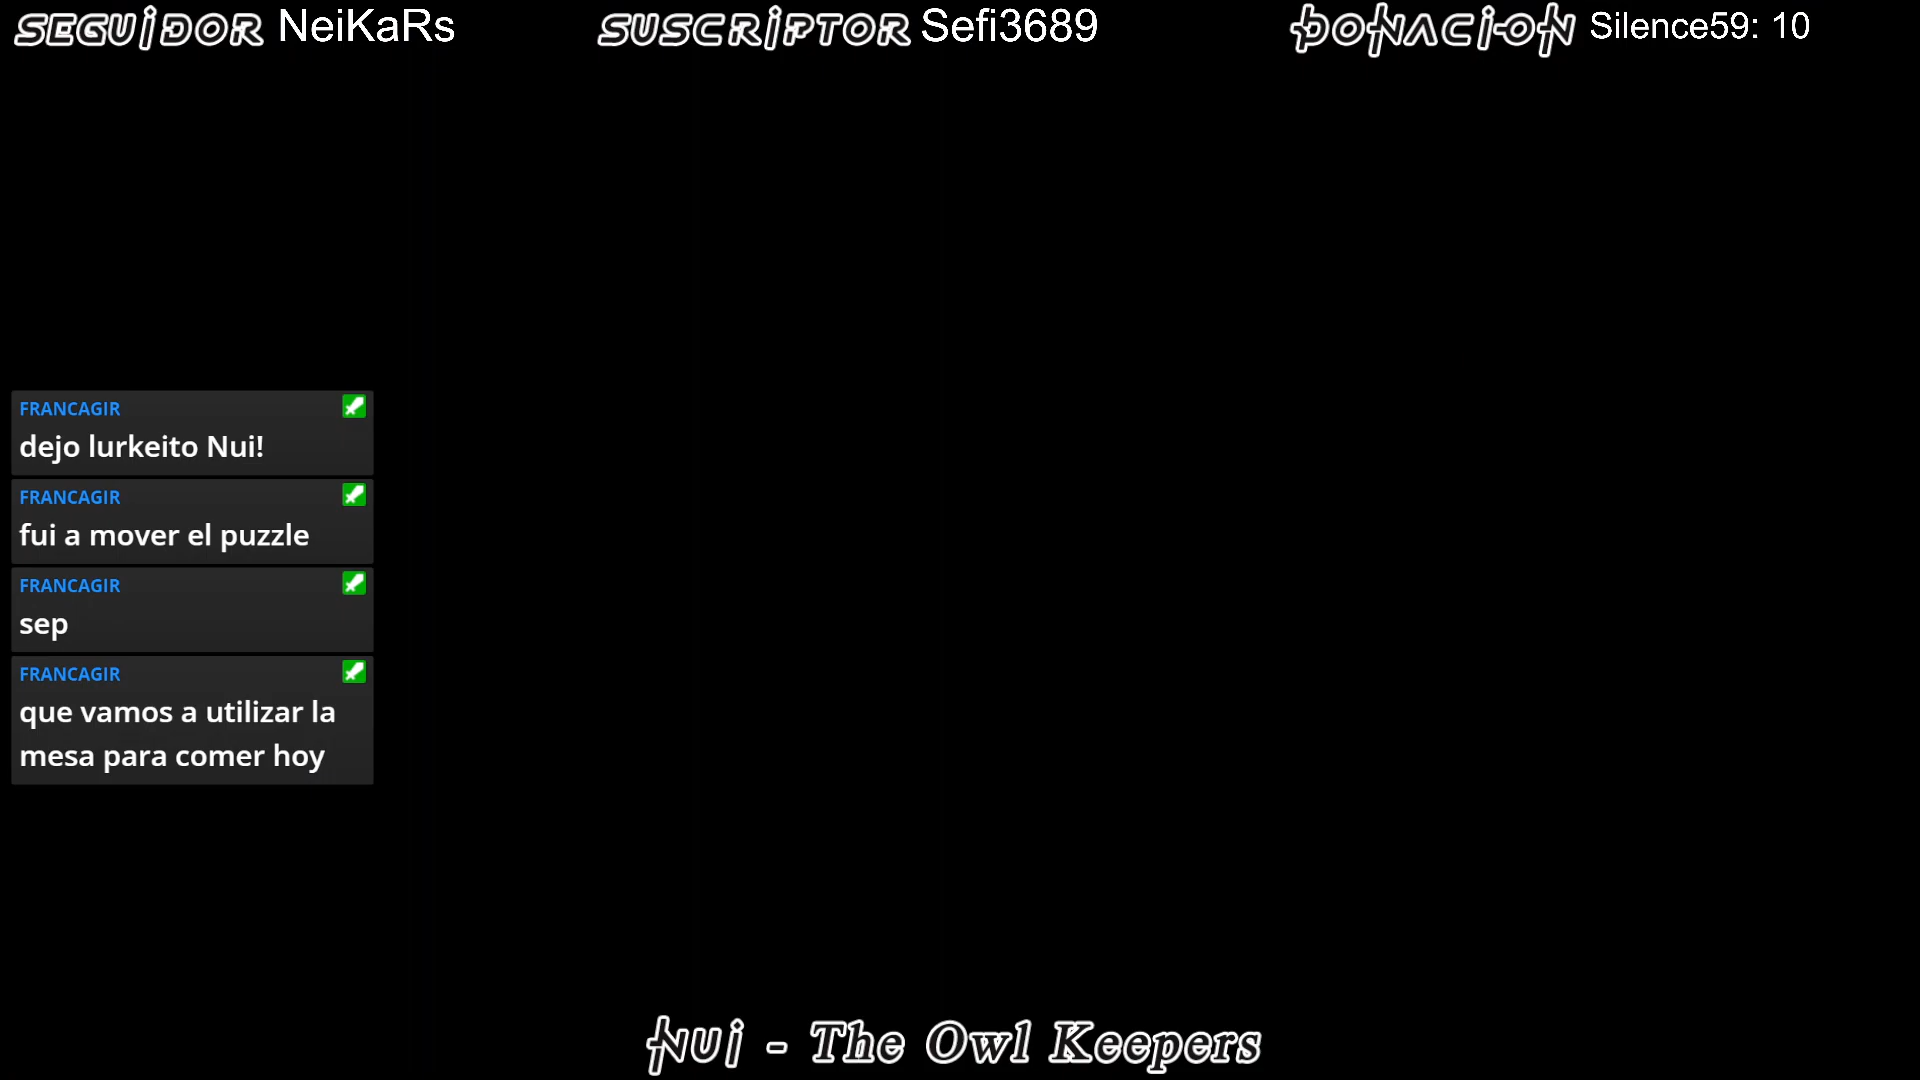 SEGUiDOR NeiKaRs
SUSCRiPTOR Sefi3689
DONACiON Silence59: 10
FRANCAGIR
dejo lurkeito Nui!
FRANCAGIR
fui a mover el puzzle
FRANCAGIR
sep
FRANCAGIR
que vamos a utilizar la
mesa para comer hoy
NUi - The Owl Keepers